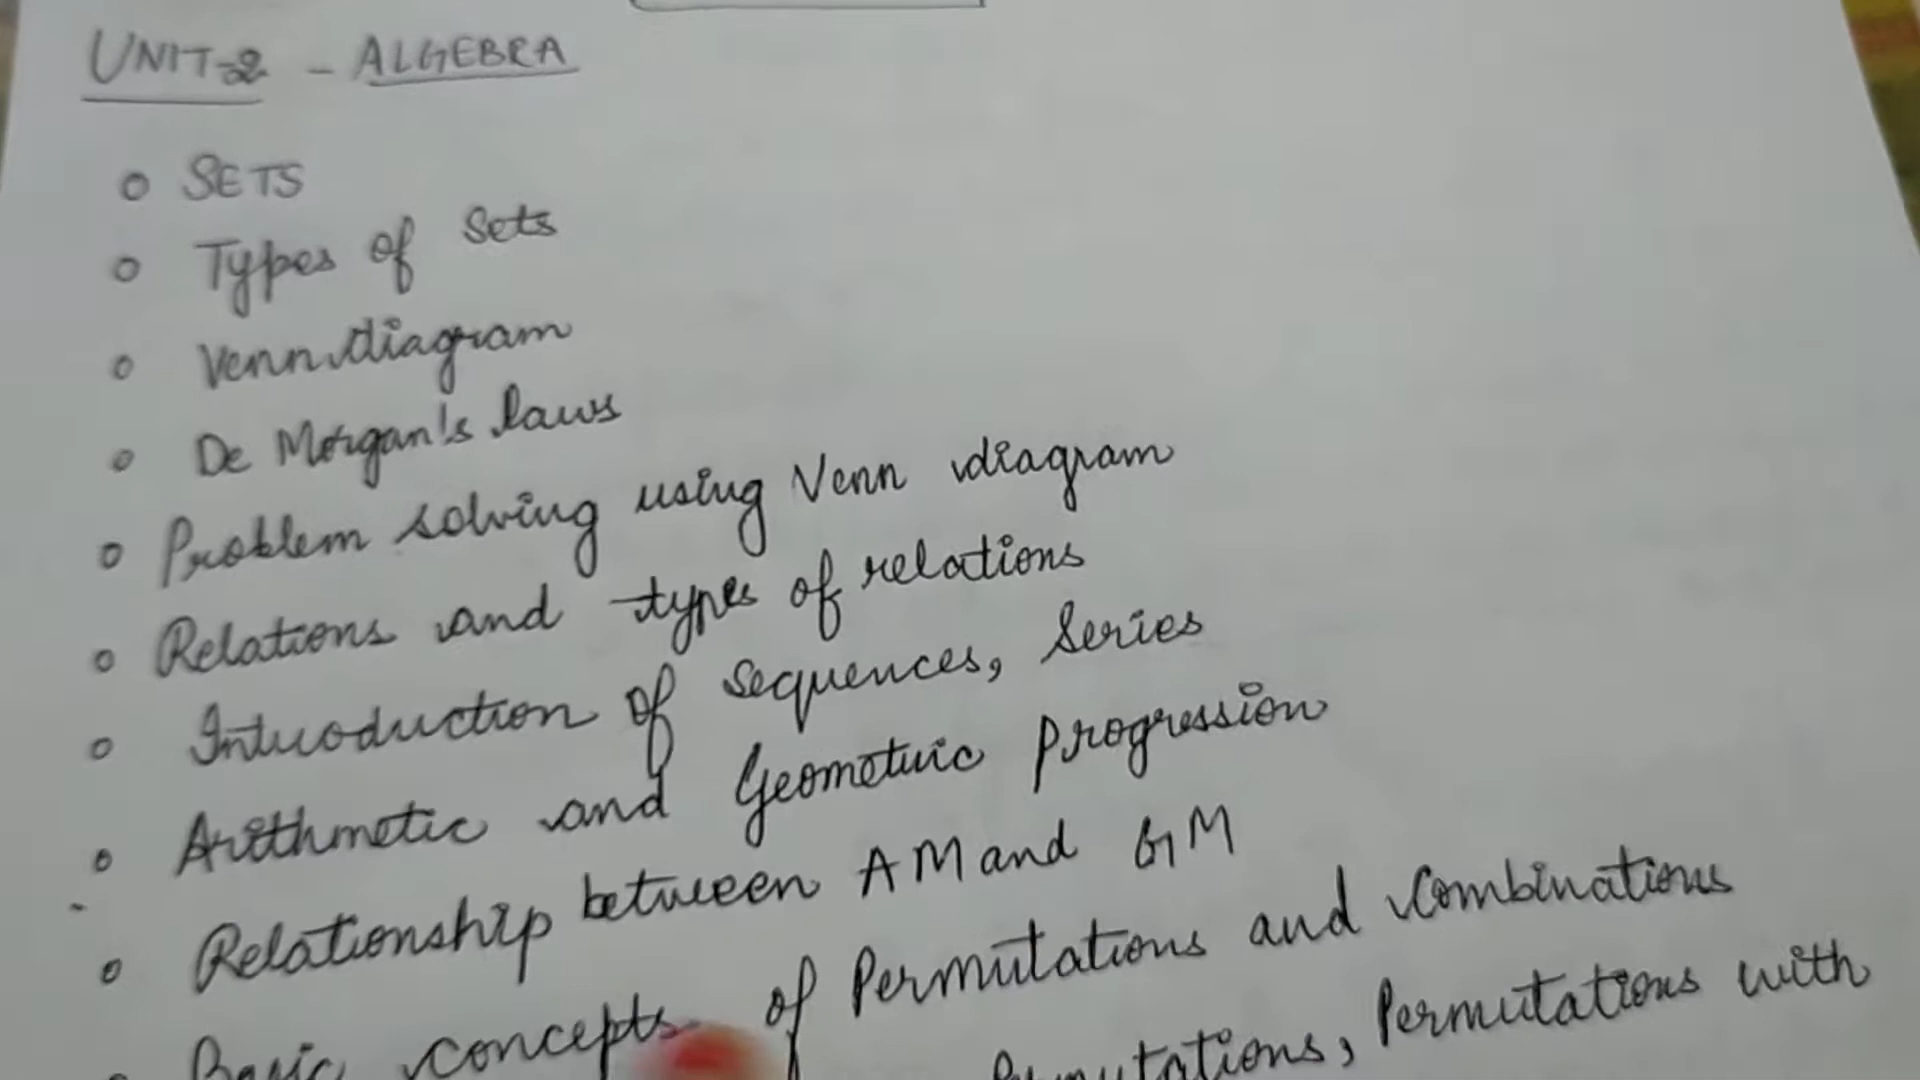 UNIT-2 - ALGEBRA
SETS
Types of Sets
Venn diagram
De Morgan's laws
Problem solving using Venn diagram
Relations and types of relations
Introduction of sequences, Series
Arithmetic and Geometric progression
Relationship between AM and GM
Basic concepts of Permutations and Combinations
Permutations, Permutations with